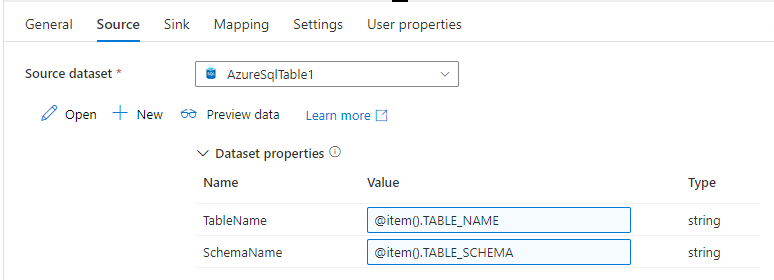 General Source Sink Mapping Settings User properties
Source dataset * AzureSqlTable1
Open New Preview data Learn more
Dataset properties
Name Value Type
TableName @item().TABLE_NAME string
SchemaName @item().TABLE_SCHEMA string